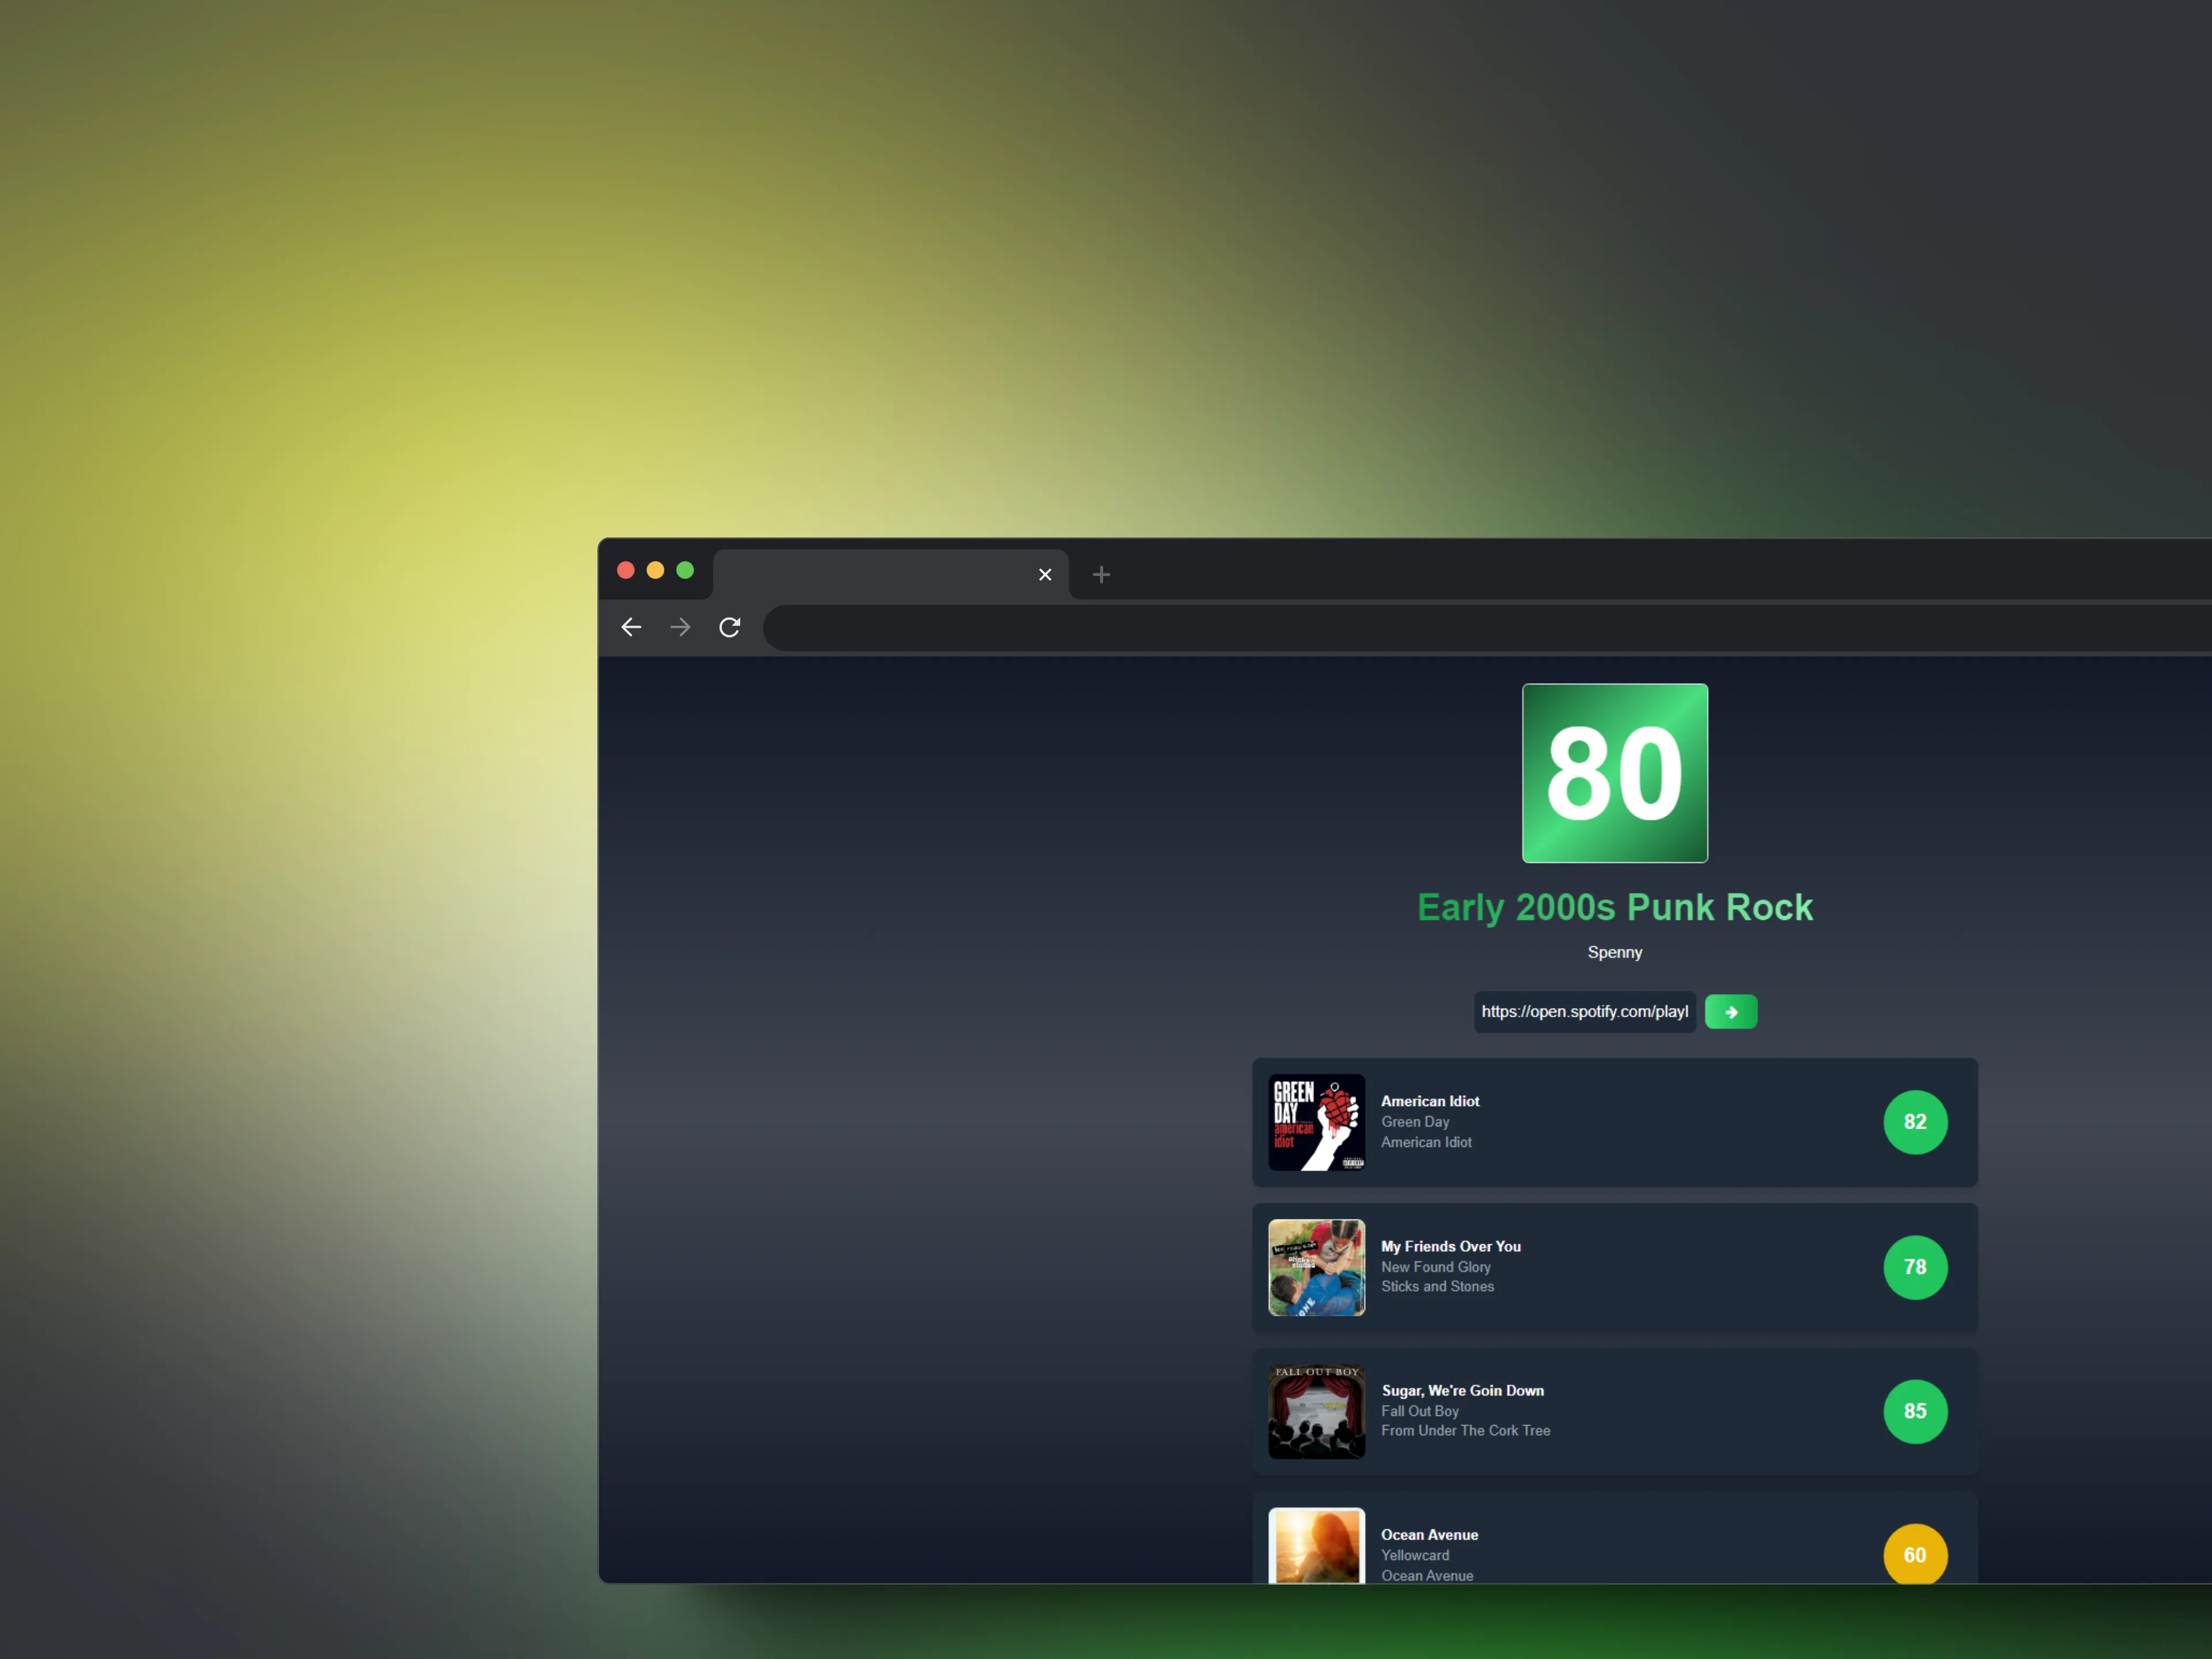 80
Early 2000s Punk Rock
Spenny
https://open.spotify.com/playl
GREEN
DAY
american
idiot
American Idiot
Green Day
American Idiot
82
My Friends Over You
New Found Glory
Sticks and Stones
78
FALL OUT BOY
Sugar, We're Goin Down
Fall Out Boy
From Under The Cork Tree
85
Ocean Avenue
Yellowcard
Ocean Avenue
60